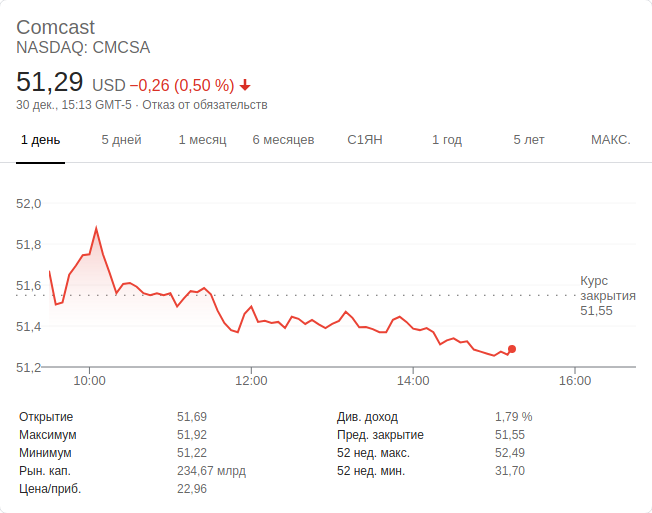 Comcast
NASDAQ: CMCSA
51,29 USD −0,26 (0,50 %)
30 дек., 15:13 GMT-5 · Отказ от обязательств
1 день 5 дней 1 месяц 6 месяцев С1ЯН 1 год 5 лет МАКС.
52,0
51,8
51,6
51,4
51,2
Курс
закрытия
51,55
10:00 12:00 14:00 16:00
Открытие 51,69 Див. доход 1,79 %
Максимум 51,92 Пред. закрытие 51,55
Минимум 51,22 52 нед. макс. 52,49
Рын. кап. 234,67 млрд 52 нед. мин. 31,70
Цена/приб. 22,96